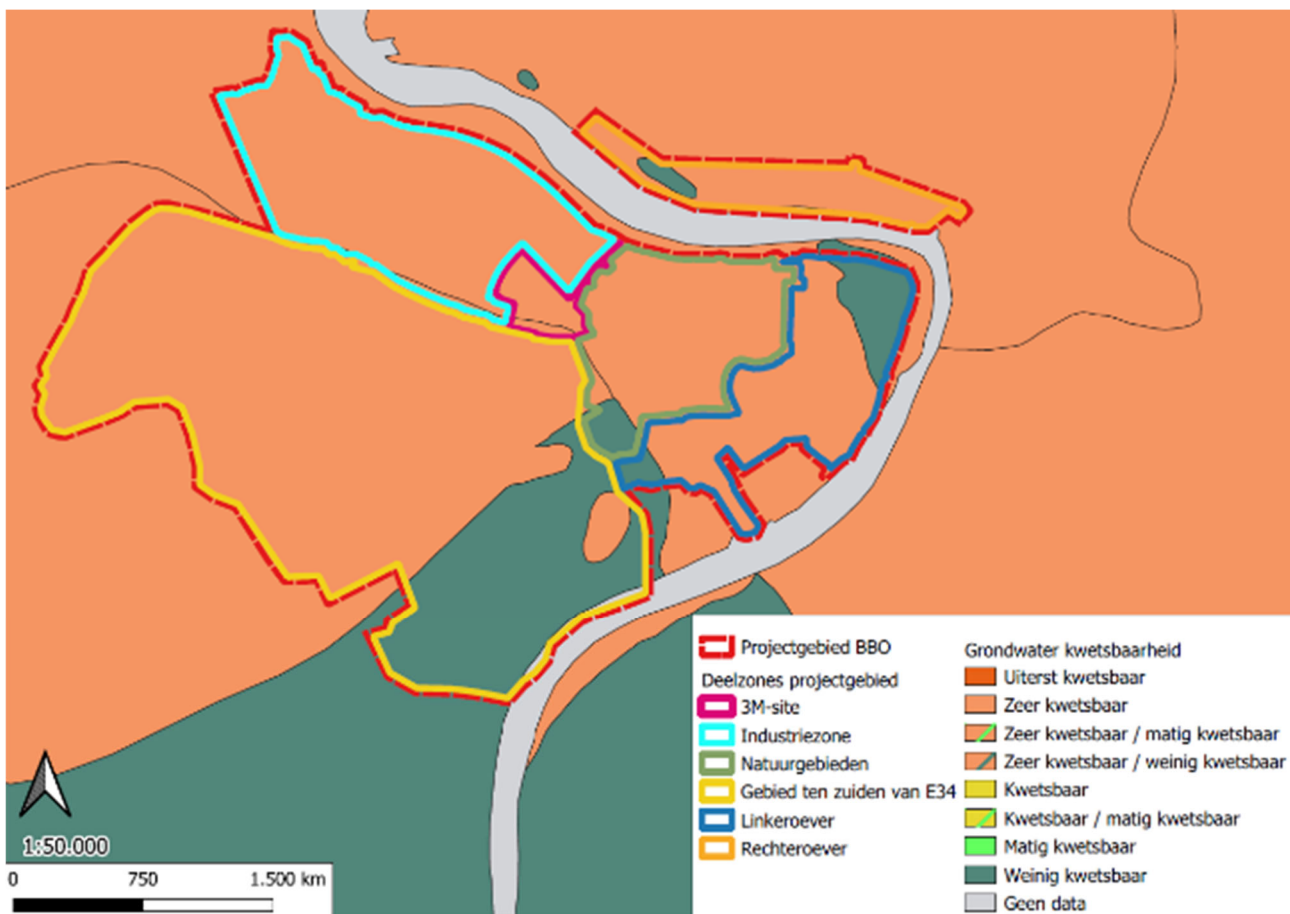 1:50.000
0 750 1.500 km
Projectgebied BBO
Deelzones projectgebied
3M-site
Industriezone
Natuurgebieden
Gebied ten zuiden van E34
Linkeroever
Rechteroever
Grondwater kwetsbaarheid
Uiterst kwetsbaar
Zeer kwetsbaar
Zeer kwetsbaar / matig kwetsbaar
Zeer kwetsbaar / weinig kwetsbaar
Kwetsbaar
Kwetsbaar / matig kwetsbaar
Matig kwetsbaar
Weinig kwetsbaar
Geen data